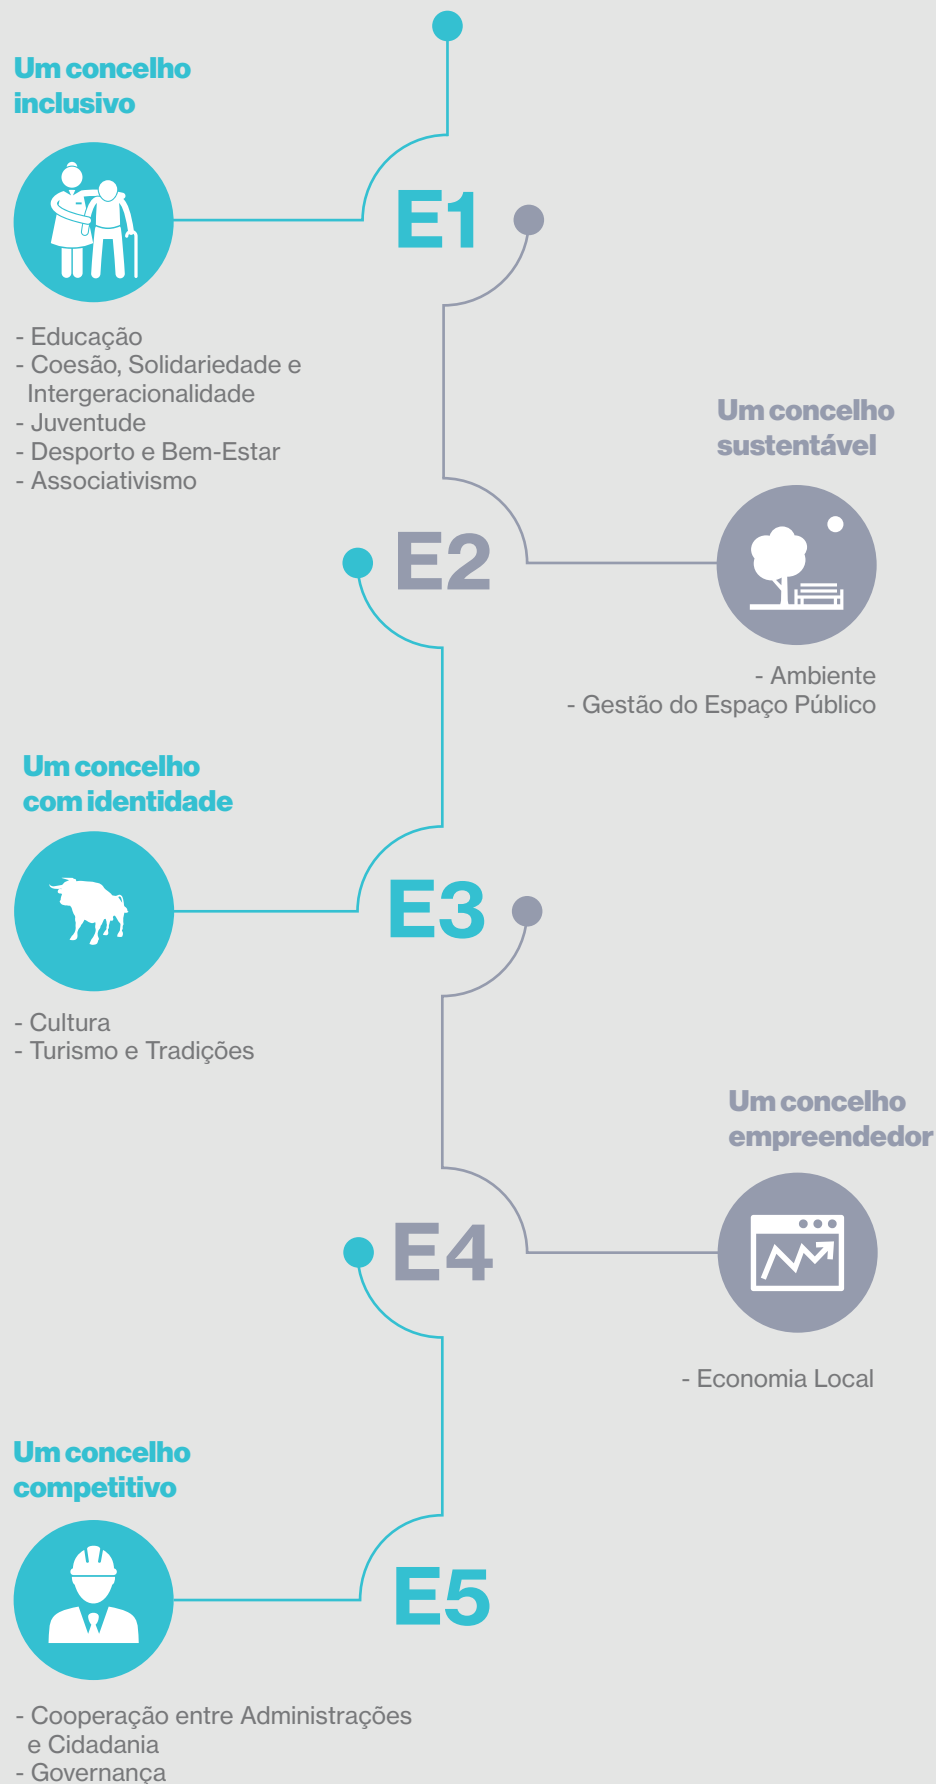 Um concelho
inclusivo
E1
- Educação
- Coesão, Solidariedade e
Intergeracionalidade
- Juventude
- Desporto e Bem-Estar
- Associativismo
Um concelho
sustentável
E2
- Ambiente
- Gestão do Espaço Público
Um concelho
com identidade
E3
- Cultura
- Turismo e Tradições
Um concelho
empreendedor
E4
- Economia Local
Um concelho
competitivo
E5
- Cooperação entre Administrações
e Cidadania
- Governança